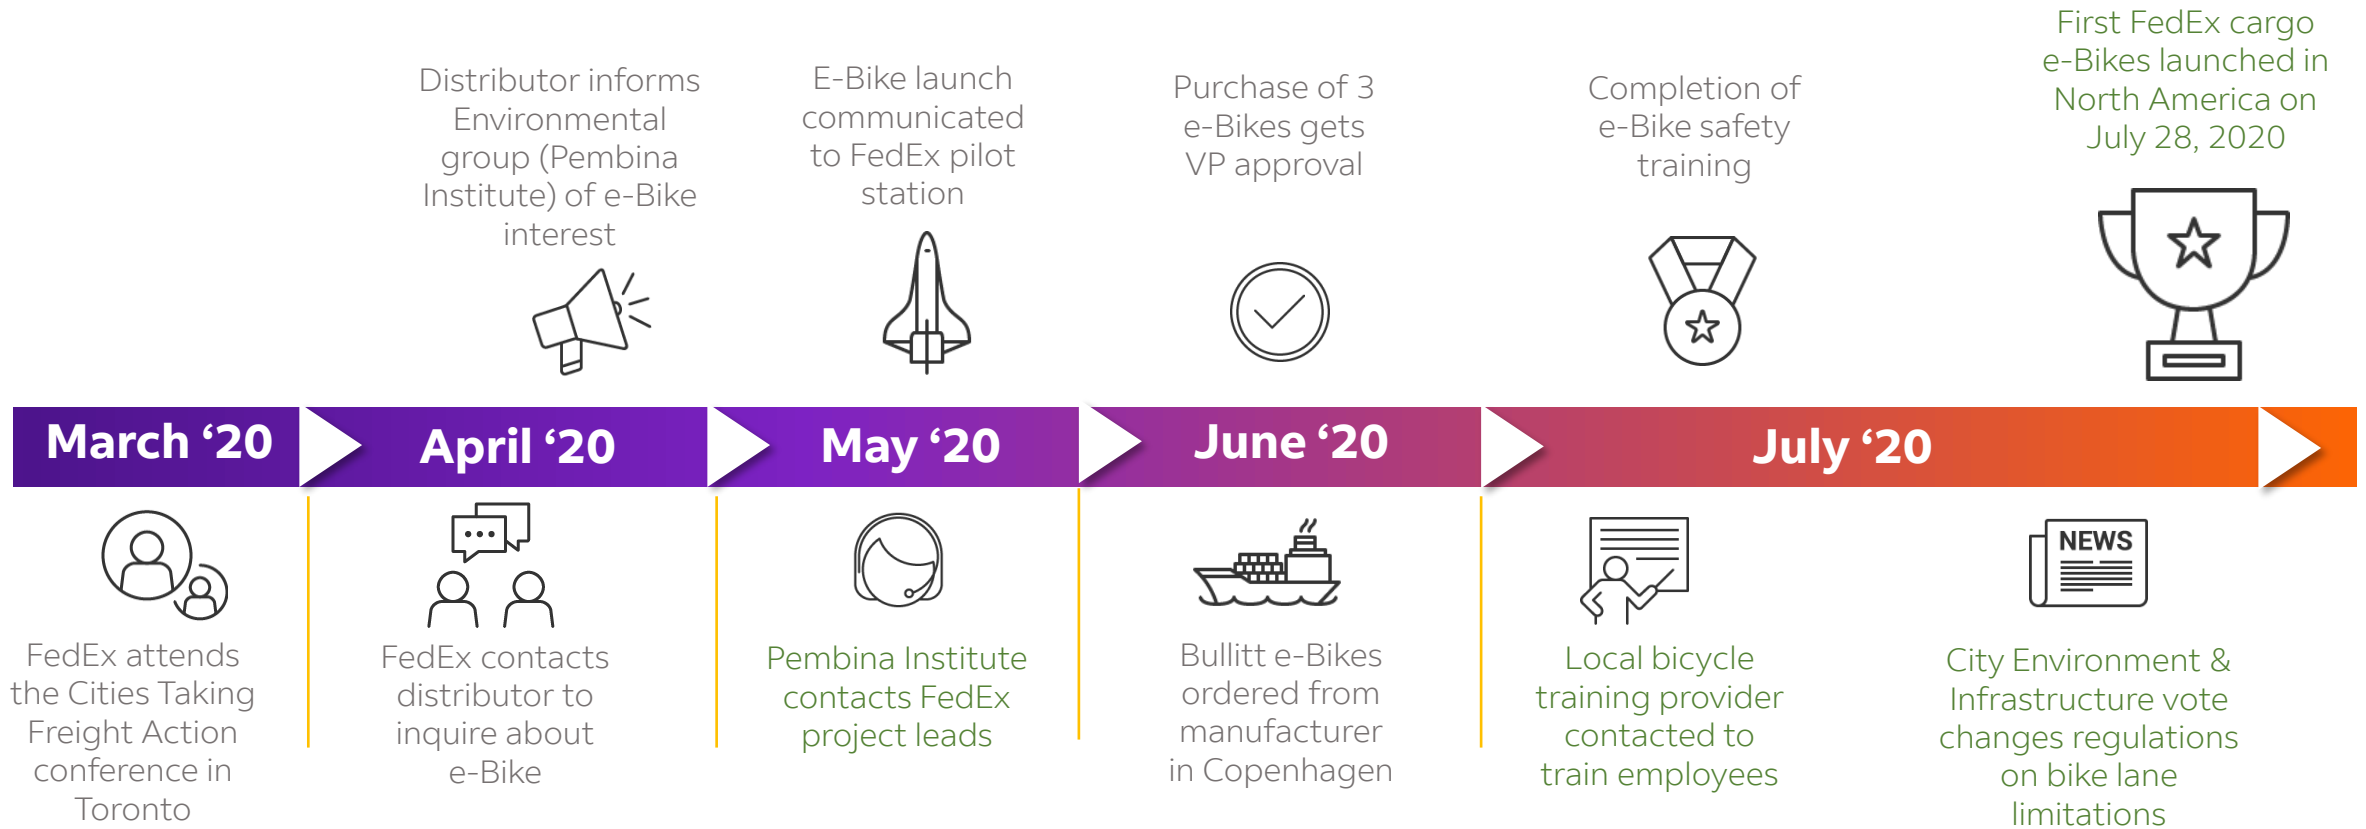 Distributor informs
Environmental
group (Pembina
Institute) of e-Bike
interest
E-Bike launch
communicated
to FedEx pilot
station
Purchase of 3
e-Bikes gets
VP approval
Completion of
e-Bike safety
training
First FedEx cargo
e-Bikes launched in
North America on
July 28, 2020
March ‘20
April ‘20
May ‘20
June ‘20
July ‘20
FedEx attends
the Cities Taking
Freight Action
conference in
Toronto
FedEx contacts
distributor to
inquire about
e-Bike
Pembina Institute
contacts FedEx
project leads
Bullitt e-Bikes
ordered from
manufacturer
in Copenhagen
Local bicycle
training provider
contacted to
train employees
NEWS
City Environment &
Infrastructure vote
changes regulations
on bike lane
limitations